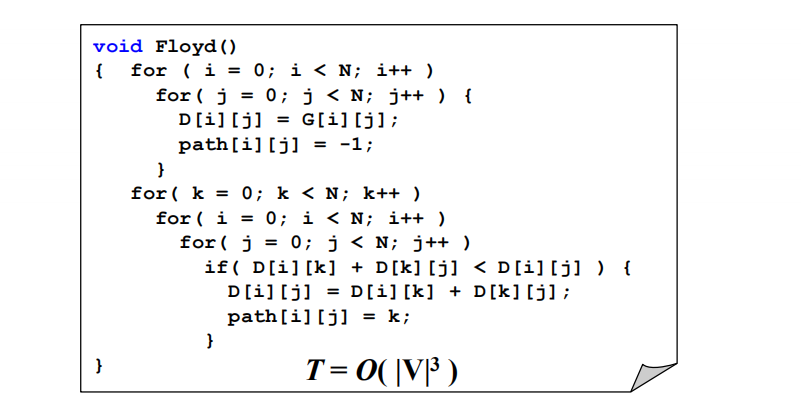 void Floyd()
{ for ( i = 0; i < N; i++ )
for( j = 0; j < N; j++ ) {
D[i][j] = G[i][j];
path[i][j] = -1;
}
for( k = 0; k < N; k++ )
for( i = 0; i < N; i++ )
for( j = 0; j < N; j++ )
if( D[i][k] + D[k][j] < D[i][j] ) {
D[i][j] = D[i][k] + D[k][j];
path[i][j] = k;
}
} T = O( |V|³ )